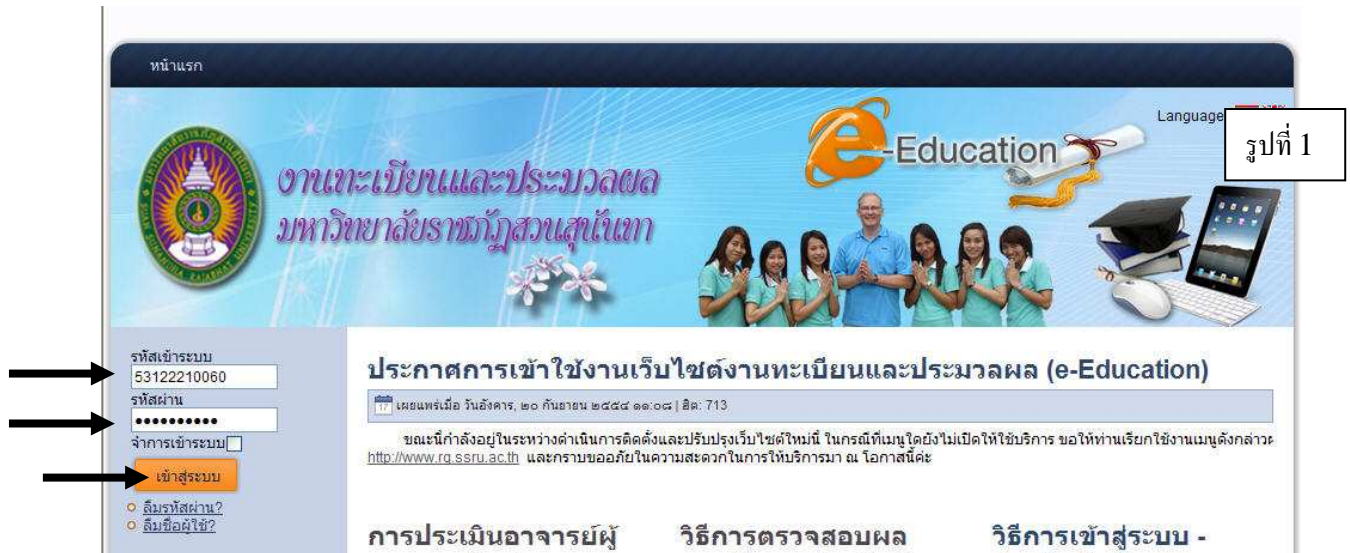 หน้าแรก
Language
รูปที่ 1
e-Education
งานทะเบียนและประมวลผล
มหาวิทยาลัยราชภัฏสวนสุนันทา
รหัสเข้าระบบ
53122210060
รหัสผ่าน
••••••••••
จำการเข้าระบบ
เข้าสู่ระบบ
ลืมรหัสผ่าน?
ลืมชื่อผู้ใช้?
ประกาศการเข้าใช้งานเว็บไซต์งานทะเบียนและประมวลผล (e-Education)
17 เผยแพร่เมื่อ วันอังคาร, ๒๐ กันยายน ๒๕๕๔ ๑๑:๐๘ | ฮิต: 713
ขณะนี้กำลังอยู่ในระหว่างดำเนินการติดตั้งและปรับปรุงเว็บไซต์ใหม่นี้ ในกรณีที่เมนูใดยังไม่เปิดให้ใช้บริการ ขอให้ท่านเรียกใช้งานเมนูดังกล่าว
http://www.rg.ssru.ac.th และกราบขออภัยในความสะดวกในการให้บริการมา ณ โอกาสนี้ค่ะ
การประเมินอาจารย์ผู้
วิธีการตรวจสอบผล
วิธีการเข้าสู่ระบบ -